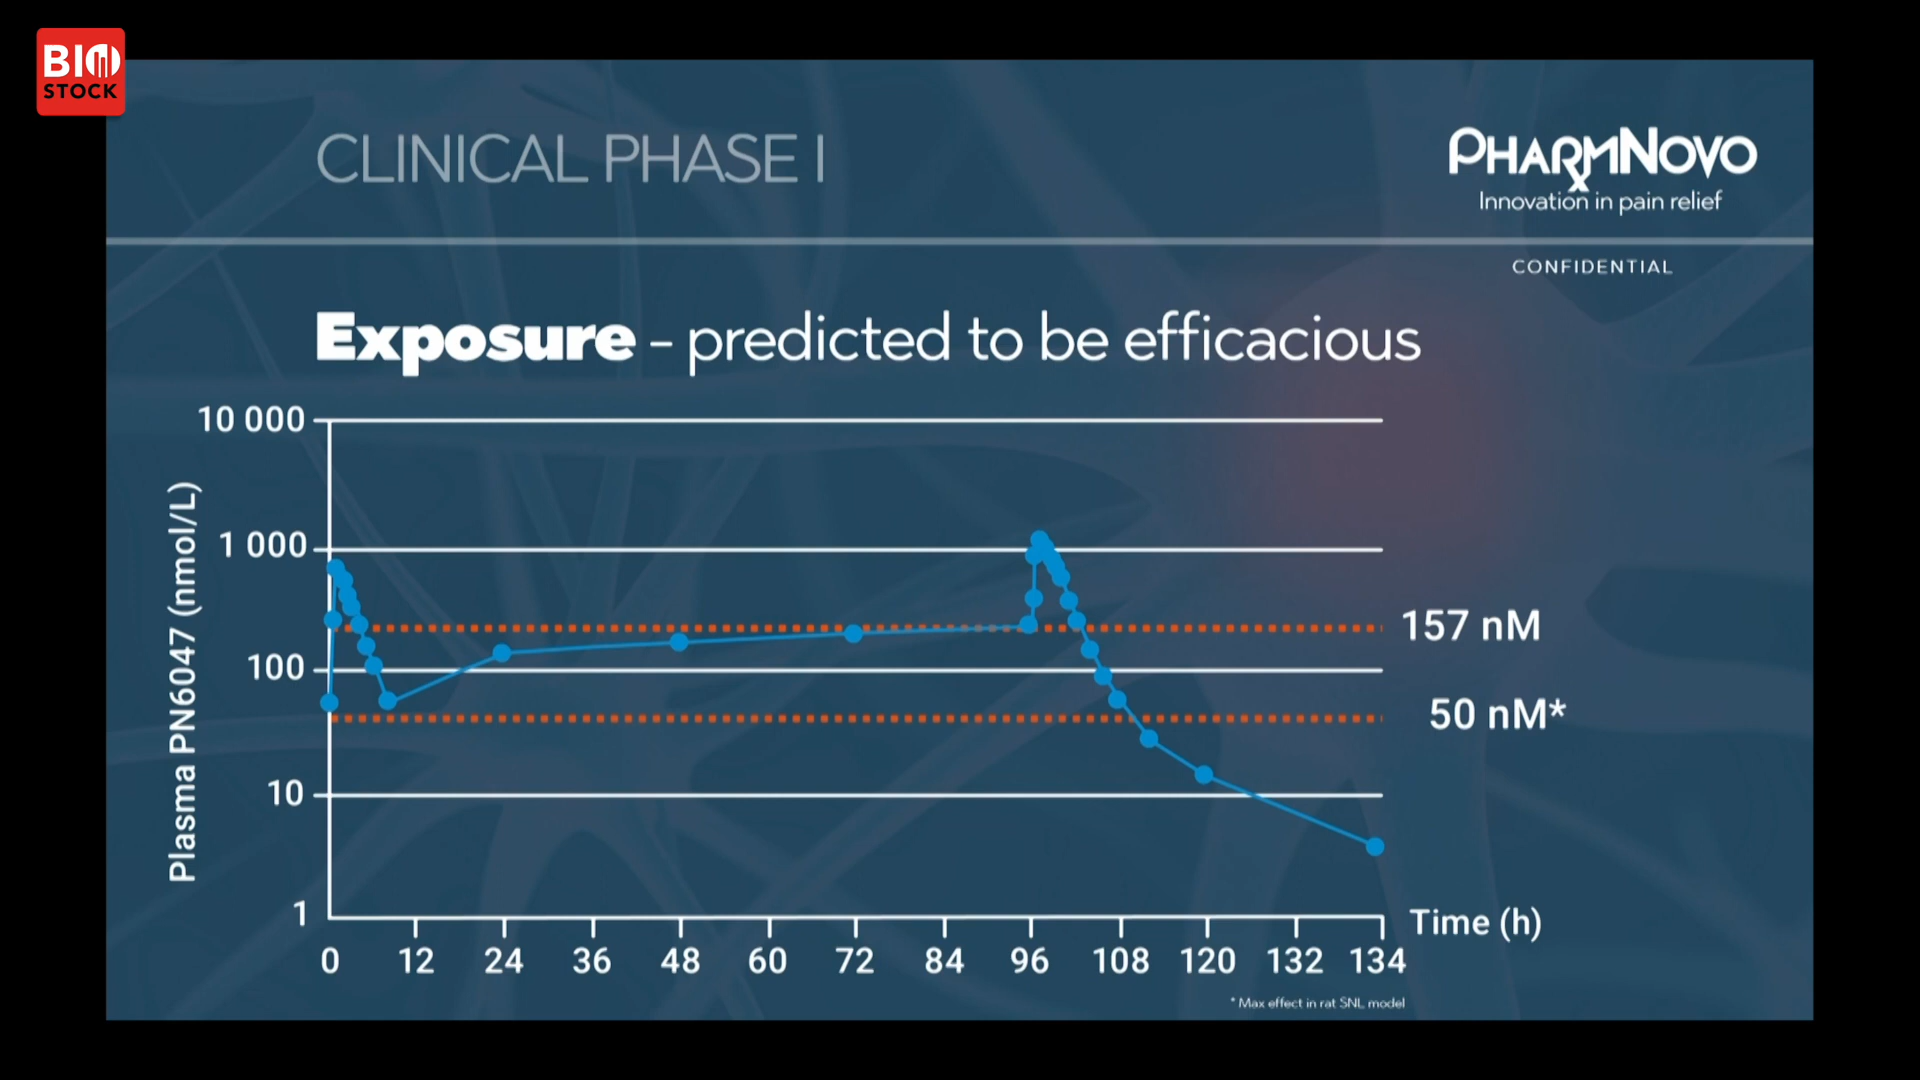 BIO
STOCK
CLINICAL PHASE I
PHARMNOVO
Innovation in pain relief
CONFIDENTIAL
Exposure - predicted to be efficacious
Plasma PN6047 (nmol/L)
10 000
1 000
100
10
1
157 nM
50 nM*
0 12 24 36 48 60 72 84 96 108 120 132 134
Time (h)
* Max effect in rat SNL model